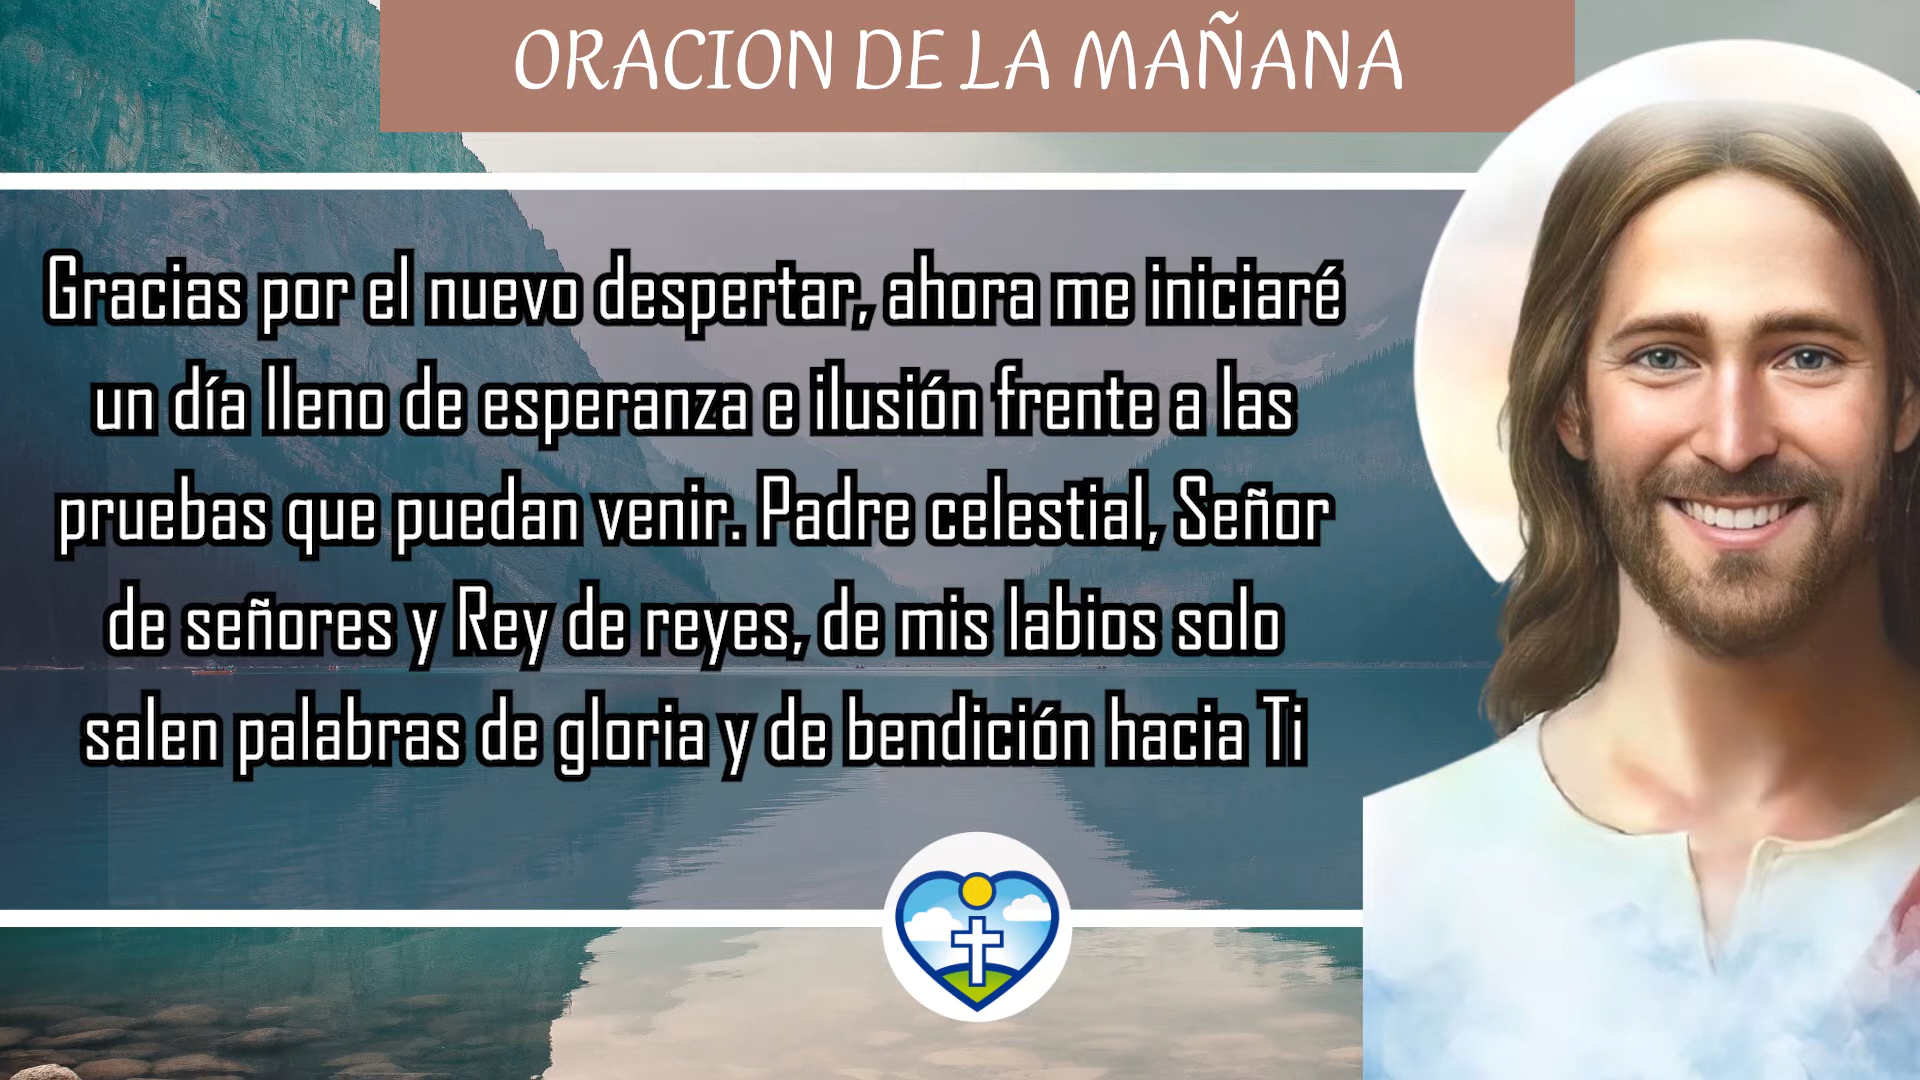 ORACION DE LA MAÑANA
Gracias por el nuevo despertar, ahora me iniciaré
un día lleno de esperanza e ilusión frente a las
pruebas que puedan venir. Padre celestial, Señor
de señores y Rey de reyes, de mis labios solo
salen palabras de gloria y de bendición hacia Ti